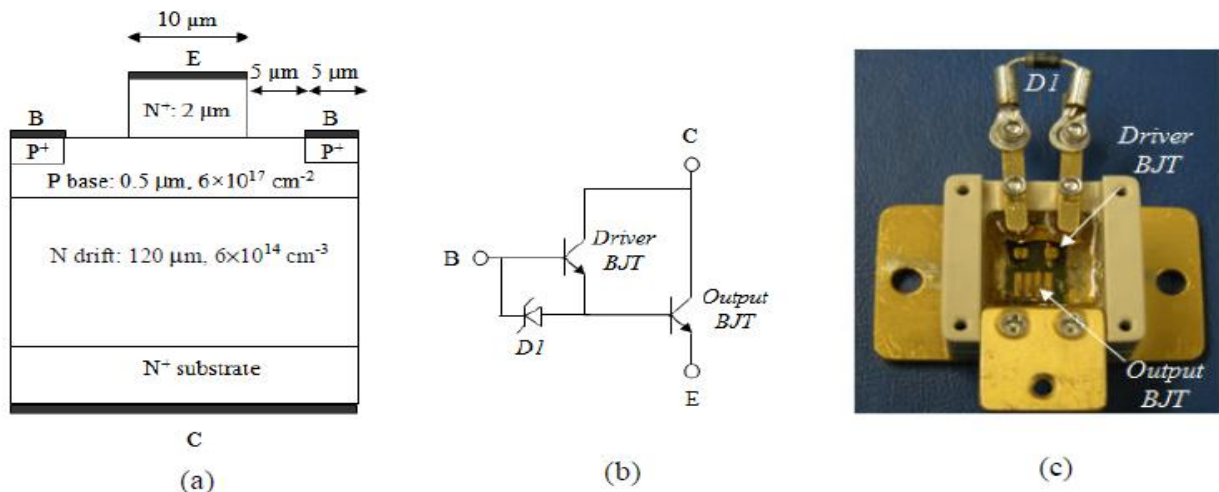 10 μm
E
5 μm 5 μm
N+: 2 μm
B B
P+ P+
P base: 0.5 μm, 6×10¹⁷ cm⁻²
N drift: 120 μm, 6×10¹⁴ cm⁻³
N+ substrate
C
(a)
C
Driver
BJT
B
Output
BJT
D1
E
(b)
D1
Driver
BJT
Output
BJT
(c)